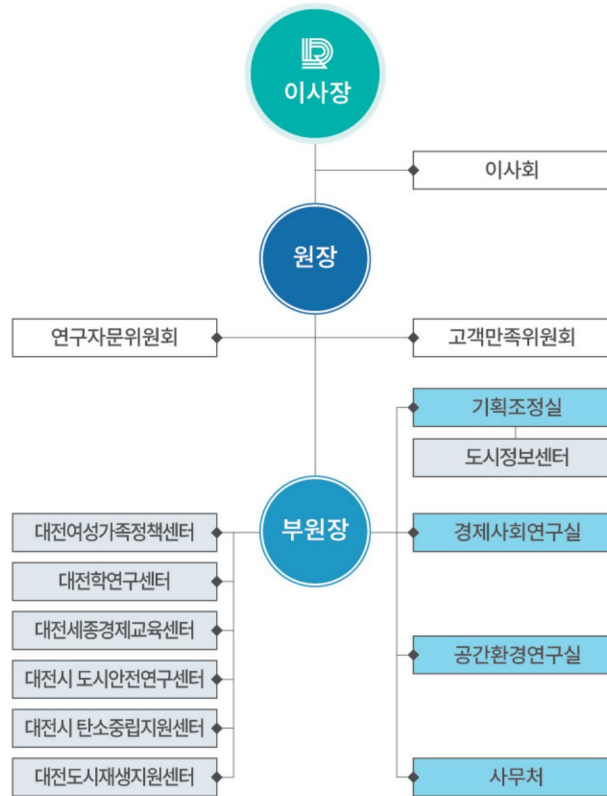 이사장
이사회
원장
연구자문위원회
고객만족위원회
기획조정실
도시정보센터
부원장
대전여성가족정책센터
경제사회연구실
대전학연구센터
대전세종경제교육센터
공간환경연구실
대전시 도시안전연구센터
대전시 탄소중립지원센터
대전도시재생지원센터
사무처